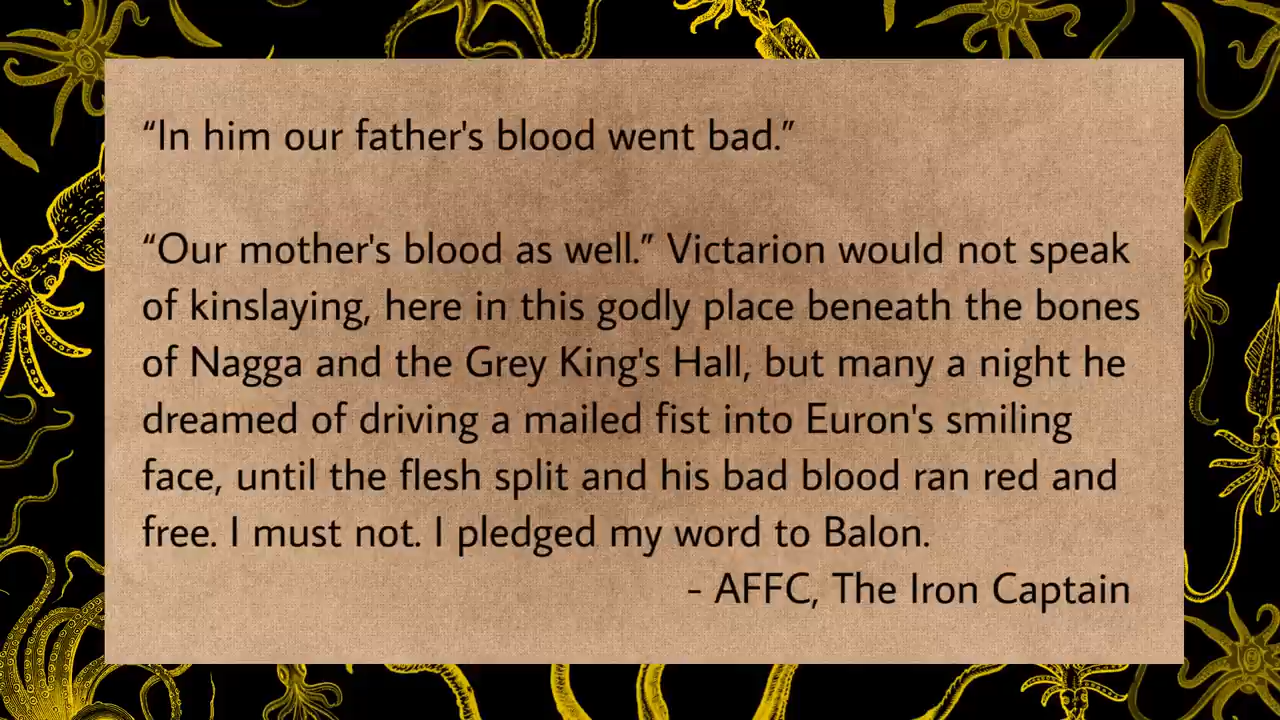 “In him our father's blood went bad.”
“Our mother's blood as well.” Victarion would not speak
of kinslaying, here in this godly place beneath the bones
of Nagga and the Grey King's Hall, but many a night he
dreamed of driving a mailed fist into Euron's smiling
face, until the flesh split and his bad blood ran red and
free. I must not. I pledged my word to Balon.
- AFFC, The Iron Captain